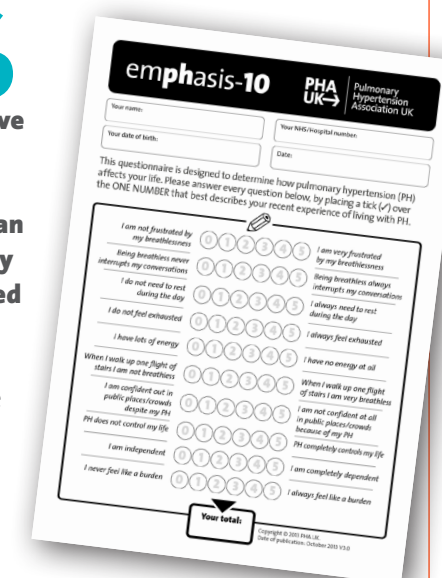 S
ve
an
y
ed
emphasis-10
PHA UK
Pulmonary
Hypertension
Association UK
Your name:
Your NHS/Hospital number:
Your date of birth:
Date:
This questionnaire is designed to determine how pulmonary hypertension (PH)
affects your life. Please answer every question below, by placing a tick (✓) over
the ONE NUMBER that best describes your recent experience of living with PH.
I am not frustrated by
my breathlessness
0 1 2 3 4 5
I am very frustrated
by my breathlessness
Being breathless never
interrupts my conversations
0 1 2 3 4 5
Being breathless always
interrupts my conversations
I do not need to rest
during the day
0 1 2 3 4 5
I always need to rest
during the day
I do not feel exhausted
0 1 2 3 4 5
I always feel exhausted
I have lots of energy
0 1 2 3 4 5
I have no energy at all
When I walk up one flight of
stairs I am not breathless
0 1 2 3 4 5
When I walk up one flight
of stairs I am very breathless
I am confident out in
public places/crowds
despite my PH
0 1 2 3 4 5
I am not confident at all
in public places/crowds
because of my PH
PH does not control my life
0 1 2 3 4 5
PH completely controls my life
I am independent
0 1 2 3 4 5
I am completely dependent
I never feel like a burden
0 1 2 3 4 5
I always feel like a burden
Your total:
Copyright © 2013 PHA UK
Date of publication: October 2013 V3.0